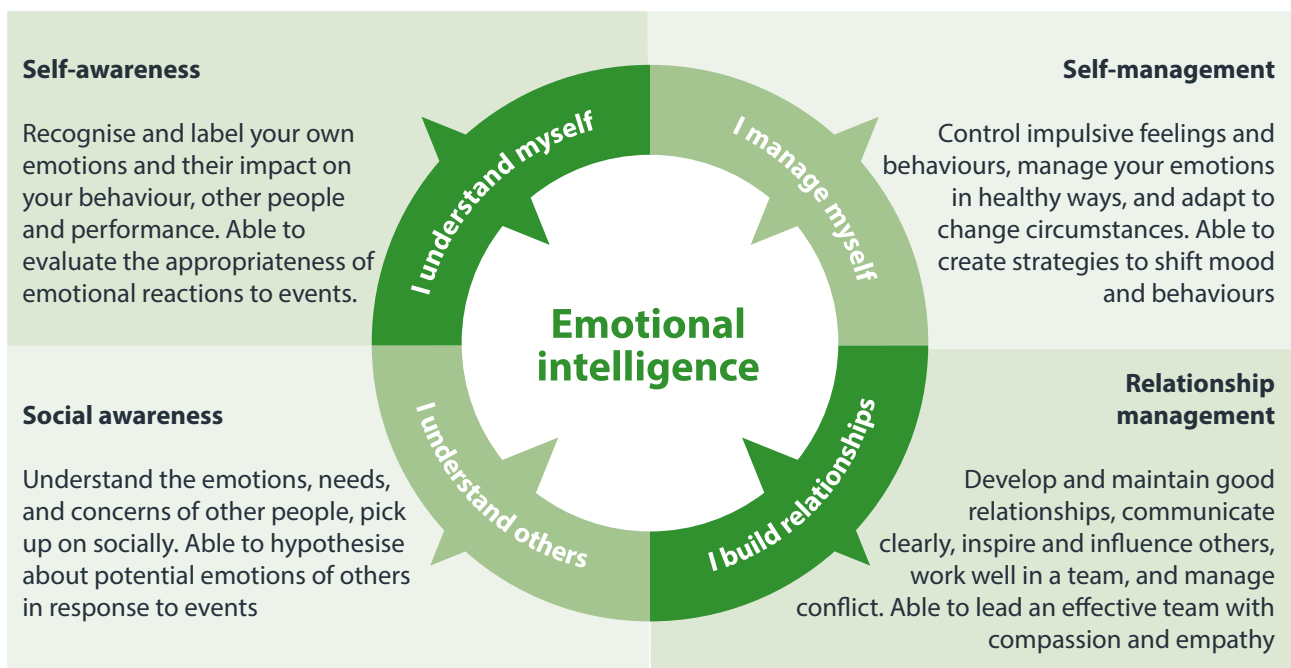 Self-awareness
Recognise and label your own
emotions and their impact on
your behaviour, other people
and performance. Able to
evaluate the appropriateness of
emotional reactions to events.
Self-management
Control impulsive feelings and
behaviours, manage your emotions
in healthy ways, and adapt to
change circumstances. Able to
create strategies to shift mood
and behaviours
I understand myself
I manage myself
Emotional
intelligence
I understand others
I build relationships
Social awareness
Understand the emotions, needs,
and concerns of other people, pick
up on socially. Able to hypothesise
about potential emotions of others
in response to events
Relationship
management
Develop and maintain good
relationships, communicate
clearly, inspire and influence others,
work well in a team, and manage
conflict. Able to lead an effective team with
compassion and empathy